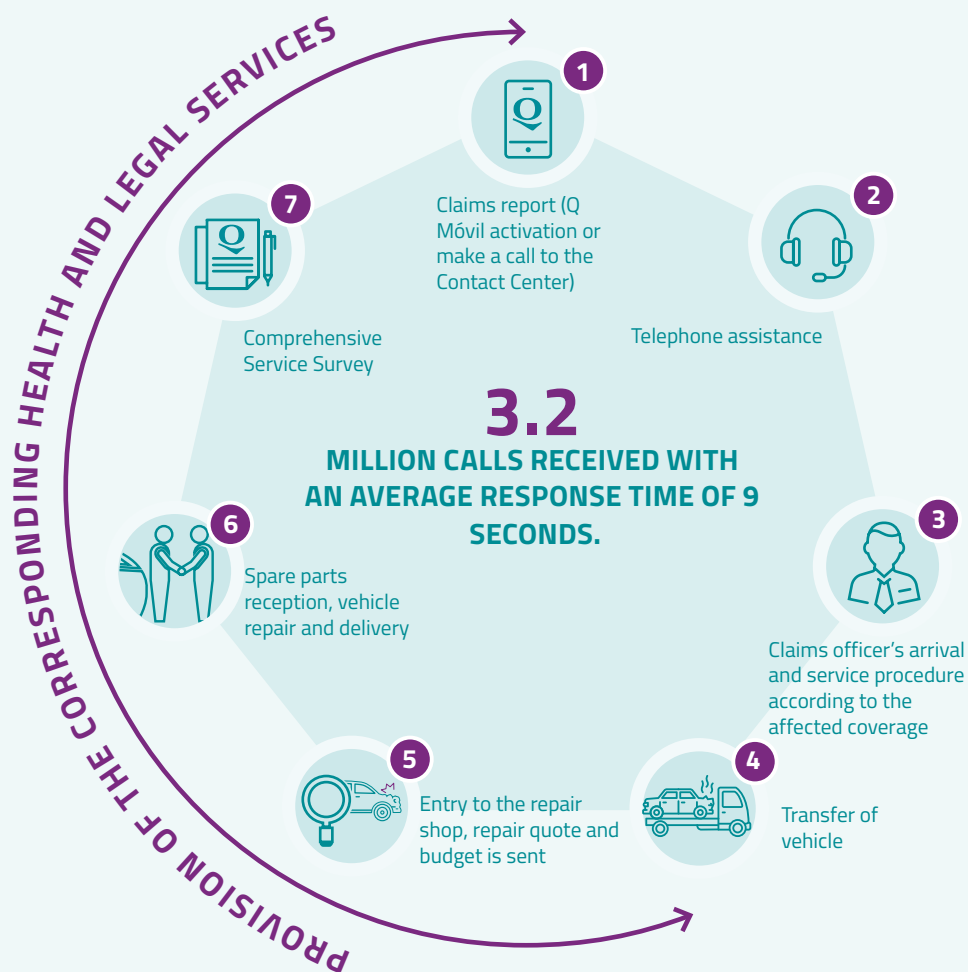 PROVISION OF THE CORRESPONDING HEALTH AND LEGAL SERVICES
1
Q
Claims report (Q
Móvil activation or
make a call to the
Contact Center)
2
Telephone assistance
3
Claims officer’s arrival
and service procedure
according to the
affected coverage
4
Transfer of
vehicle
5
Entry to the repair
shop, repair quote and
budget is sent
6
Spare parts
reception, vehicle
repair and delivery
7
Q
Comprehensive
Service Survey
3.2
MILLION CALLS RECEIVED WITH
AN AVERAGE RESPONSE TIME OF 9
SECONDS.